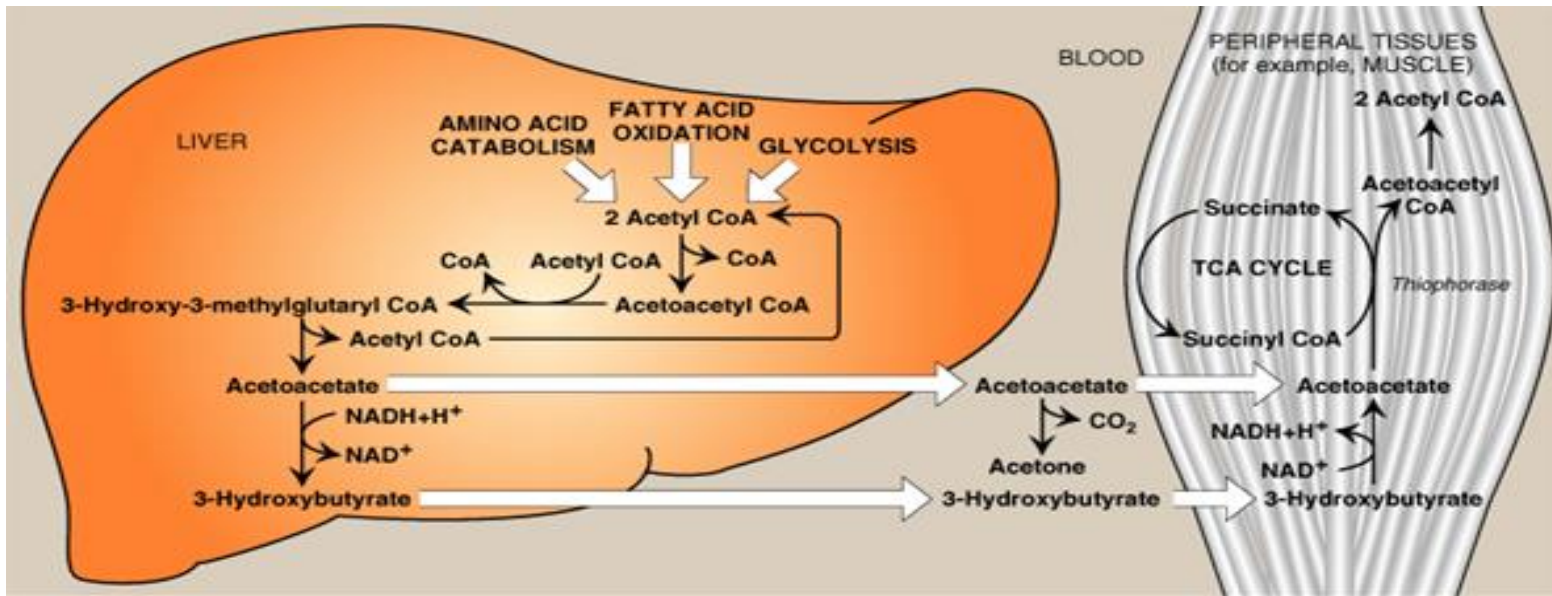 LIVER
AMINO ACID
CATABOLISM
FATTY ACID
OXIDATION
GLYCOLYSIS
2 Acetyl CoA
CoA
Acetyl CoA
CoA
3-Hydroxy-3-methylglutaryl CoA
Acetoacetyl CoA
Acetyl CoA
Acetoacetate
NADH+H⁺
NAD⁺
3-Hydroxybutyrate
BLOOD
Acetoacetate
CO₂
Acetone
3-Hydroxybutyrate
PERIPHERAL TISSUES
(for example, MUSCLE)
2 Acetyl CoA
Acetoacetyl
CoA
Succinate
TCA CYCLE
Thiophorase
Succinyl CoA
Acetoacetate
NADH+H⁺
NAD⁺
3-Hydroxybutyrate